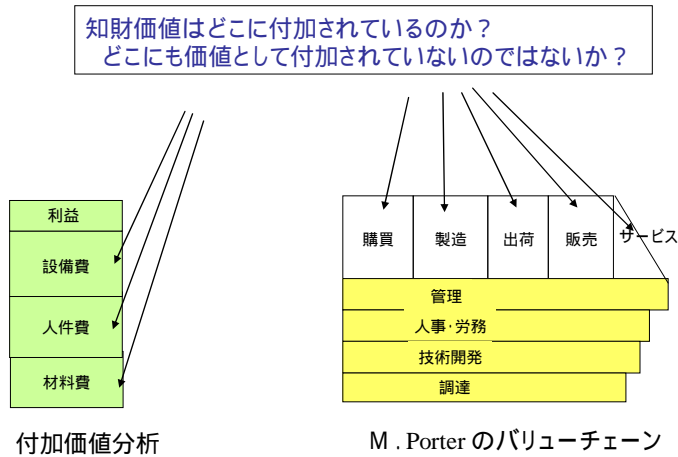 知財価値はどこに付加されているのか？
どこにも価値として付加されていないのではないか？
利益
設備費
人件費
材料費
購買
製造
出荷
販売
サービス
管理
人事・労務
技術開発
調達
付加価値分析
Ｍ．Porter のバリューチェーン